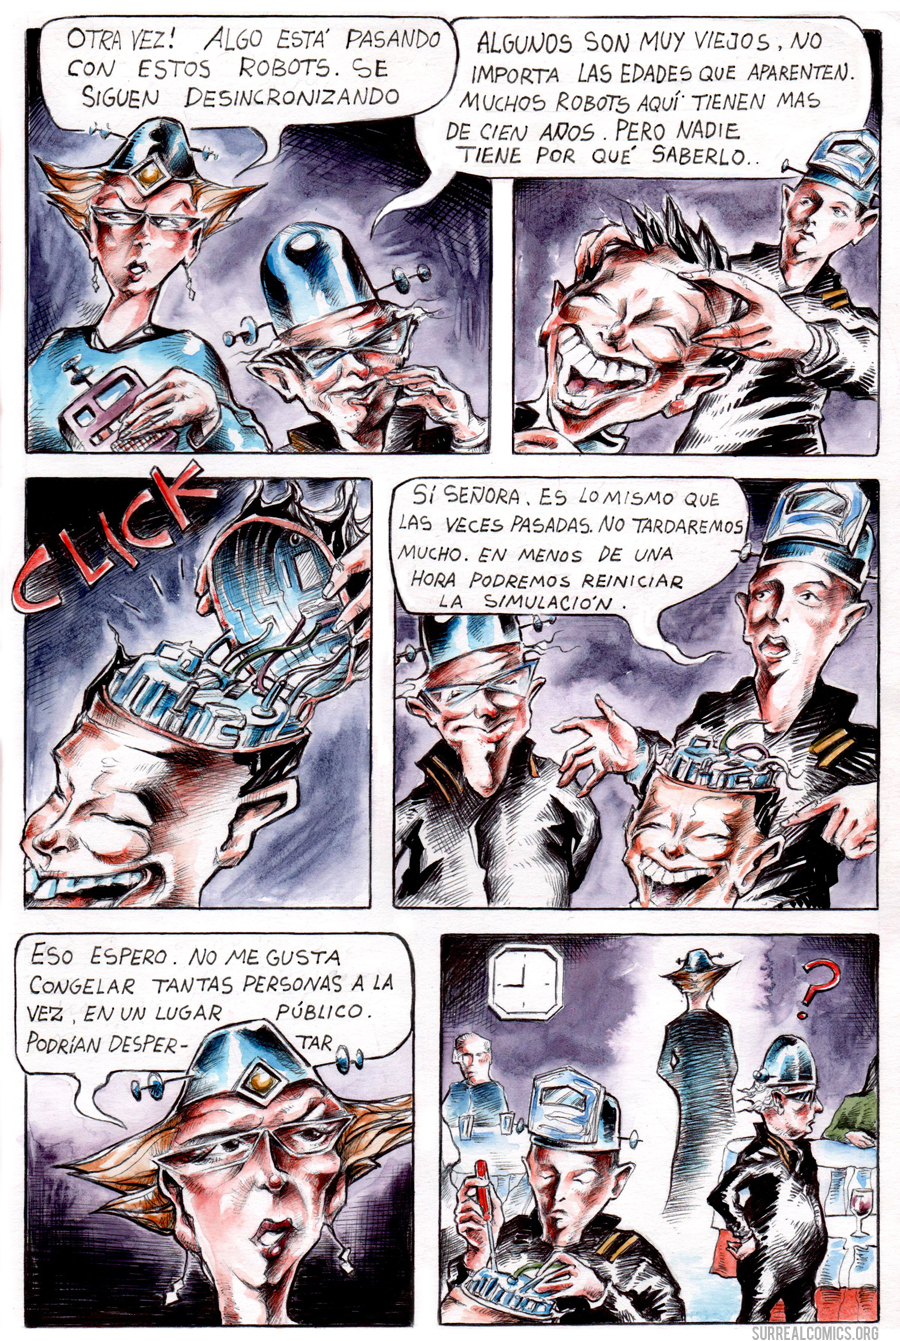 OTRA VEZ! ALGO ESTÁ PASANDO
CON ESTOS ROBOTS. SE
SIGUEN DESINCRONIZANDO
ALGUNOS SON MUY VIEJOS, NO
IMPORTA LAS EDADES QUE APARENTEN.
MUCHOS ROBOTS AQUÍ TIENEN MAS
DE CIEN AÑOS. PERO NADIE
TIENE POR QUÉ SABERLO..
CLICK
SÍ SEÑORA, ES LO MISMO QUE
LAS VECES PASADAS. NO TARDAREMOS
MUCHO. EN MENOS DE UNA
HORA PODREMOS REINICIAR
LA SIMULACIÓN.
ESO ESPERO. NO ME GUSTA
CONGELAR TANTAS PERSONAS A LA
VEZ, EN UN LUGAR PÚBLICO.
PODRÍAN DESPER- TAR
?
SURREALCOMICS.ORG